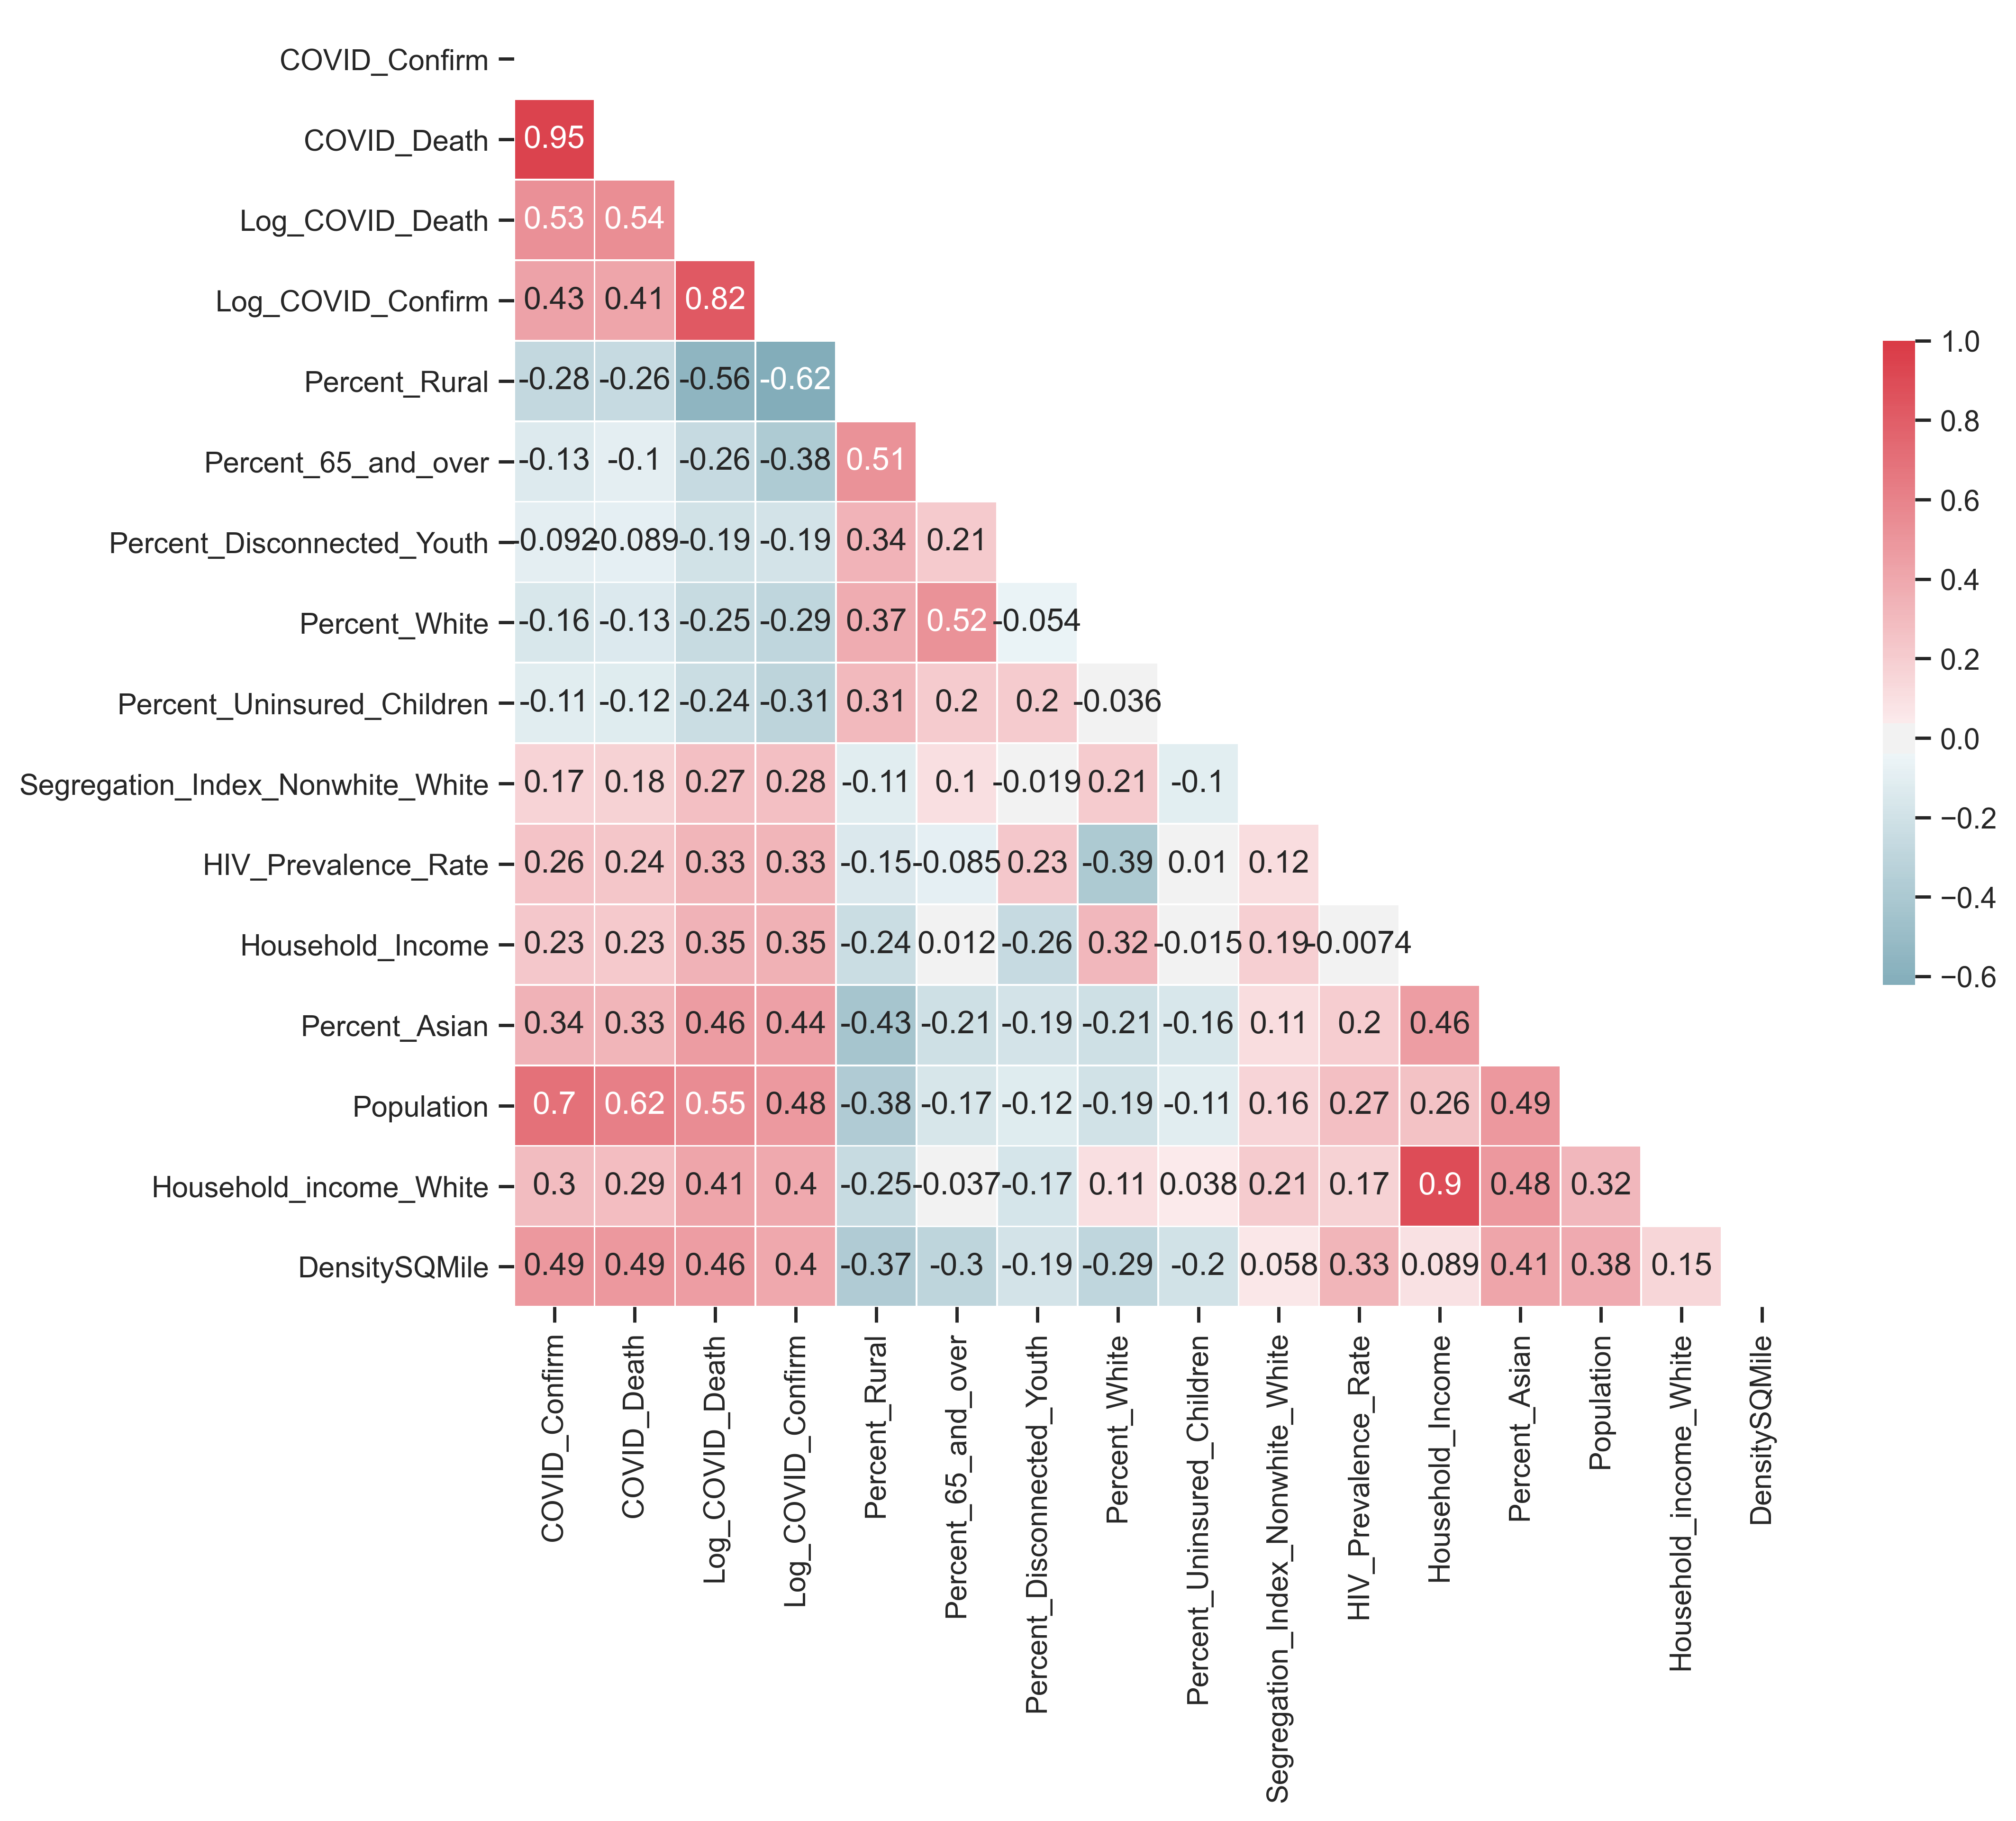 COVID_Confirm
COVID_Death 0.95
Log_COVID_Death 0.53 0.54
Log_COVID_Confirm 0.43 0.41 0.82
Percent_Rural -0.28 -0.26 -0.56 -0.62
Percent_65_and_over -0.13 -0.1 -0.26 -0.38 0.51
Percent_Disconnected_Youth -0.092 -0.089 -0.19 -0.19 0.34 0.21
Percent_White -0.16 -0.13 -0.25 -0.29 0.37 0.52 -0.054
Percent_Uninsured_Children -0.11 -0.12 -0.24 -0.31 0.31 0.2 0.2 -0.036
Segregation_Index_Nonwhite_White 0.17 0.18 0.27 0.28 -0.11 0.1 -0.019 0.21 -0.1
HIV_Prevalence_Rate 0.26 0.24 0.33 0.33 -0.15 -0.085 0.23 -0.39 0.01 0.12
Household_Income 0.23 0.23 0.35 0.35 -0.24 0.012 -0.26 0.32 -0.015 0.19 -0.0074
Percent_Asian 0.34 0.33 0.46 0.44 -0.43 -0.21 -0.19 -0.21 -0.16 0.11 0.2 0.46
Population 0.7 0.62 0.55 0.48 -0.38 -0.17 -0.12 -0.19 -0.11 0.16 0.27 0.26 0.49
Household_income_White 0.3 0.29 0.41 0.4 -0.25 -0.037 -0.17 0.11 0.038 0.21 0.17 0.9 0.48 0.32
DensitySQMile 0.49 0.49 0.46 0.4 -0.37 -0.3 -0.19 -0.29 -0.2 0.058 0.33 0.089 0.41 0.38 0.15
COVID_Confirm
COVID_Death
Log_COVID_Death
Log_COVID_Confirm
Percent_Rural
Percent_65_and_over
Percent_Disconnected_Youth
Percent_White
Percent_Uninsured_Children
Segregation_Index_Nonwhite_White
HIV_Prevalence_Rate
Household_Income
Percent_Asian
Population
Household_income_White
DensitySQMile
1.0
0.8
0.6
0.4
0.2
0.0
−0.2
−0.4
−0.6